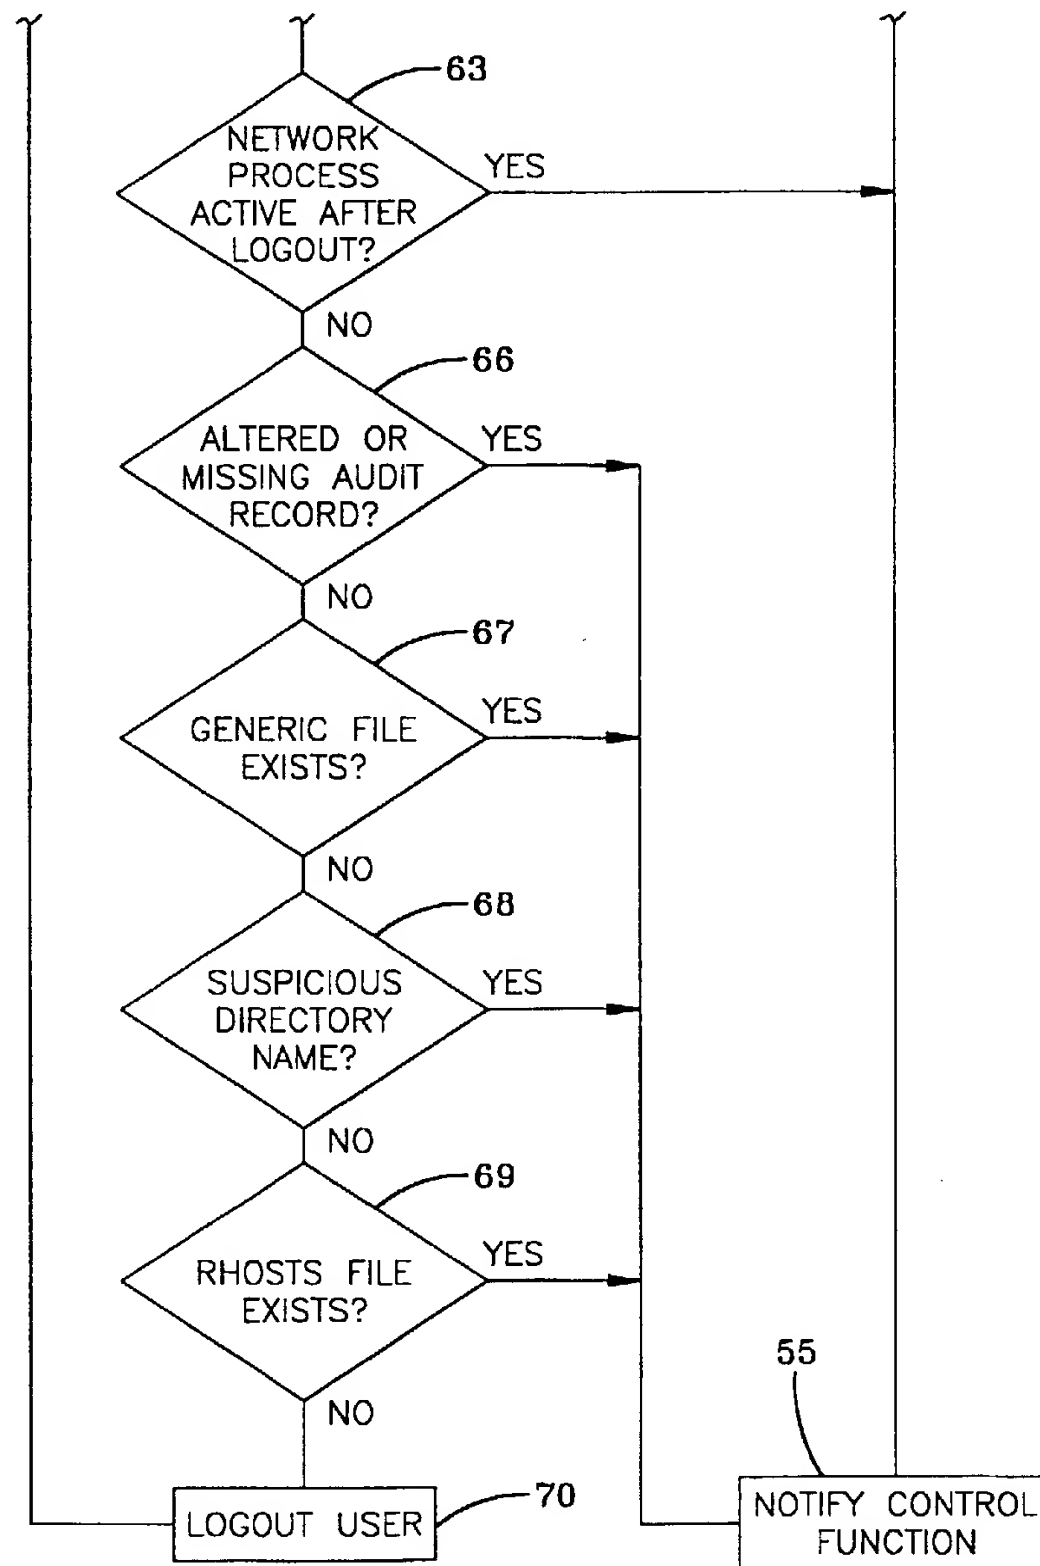 63
NETWORK
PROCESS
ACTIVE AFTER
LOGOUT?
YES
NO
66
ALTERED OR
MISSING AUDIT
RECORD?
YES
NO
67
GENERIC FILE
EXISTS?
YES
NO
68
SUSPICIOUS
DIRECTORY
NAME?
YES
NO
69
RHOSTS FILE
EXISTS?
YES
NO
55
70
LOGOUT USER
NOTIFY CONTROL
FUNCTION